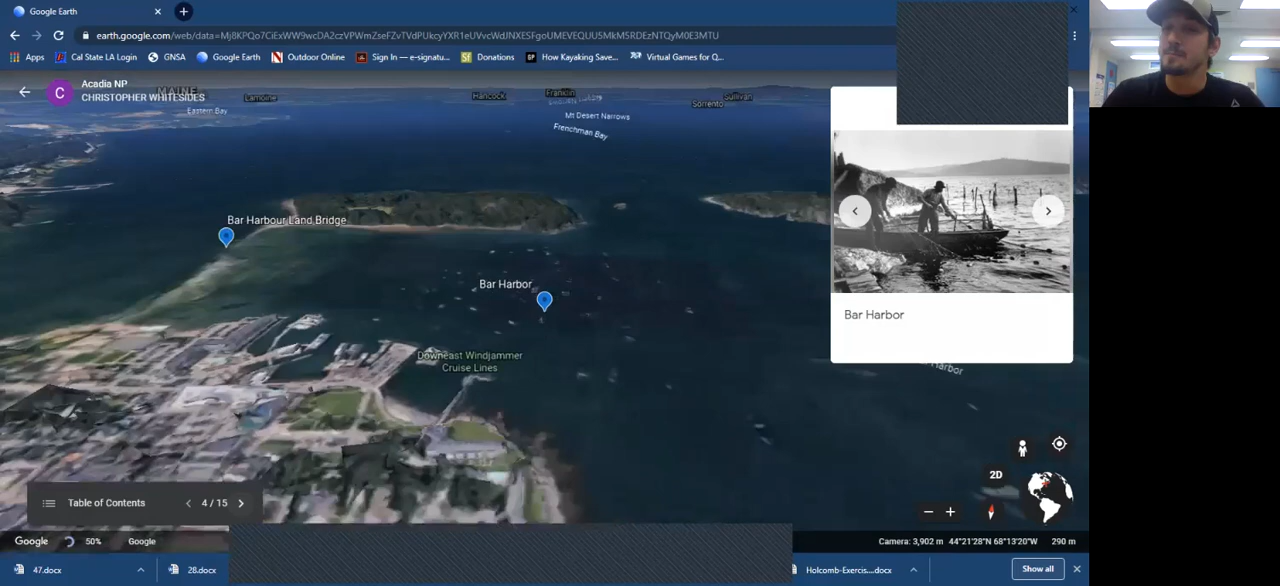 Google Earth
earth.google.com/web/data=Mj8KPQo7CiExWW9wcDA2czVPWmZseFZvTVdPUkcyYXR1eUVvcWdJNXESFgoUMEVEQUU5MkM5RDEzNTQyM0E3MTU
Apps Cal State LA Login GNSA Google Earth Outdoor Online Sign In — e-signatu... Donations How Kayaking Save... Virtual Games for Q...
Acadia NP
CHRISTOPHER WHITESIDES
MAINE
Eastern Bay
Lamoine
Hancock
Franklin
Sullivan
Sorrento
Mt Desert Narrows
Frenchman Bay
Bar Harbour Land Bridge
Bar Harbor
Downeast Windjammer
Cruise Lines
Bar Harbor
2D
Table of Contents 4 / 15
Google 50% Google
Camera: 3,902 m 44°21'28"N 68°13'20"W 290 m
47.docx 28.docx Holcomb-Exercis....docx Show all